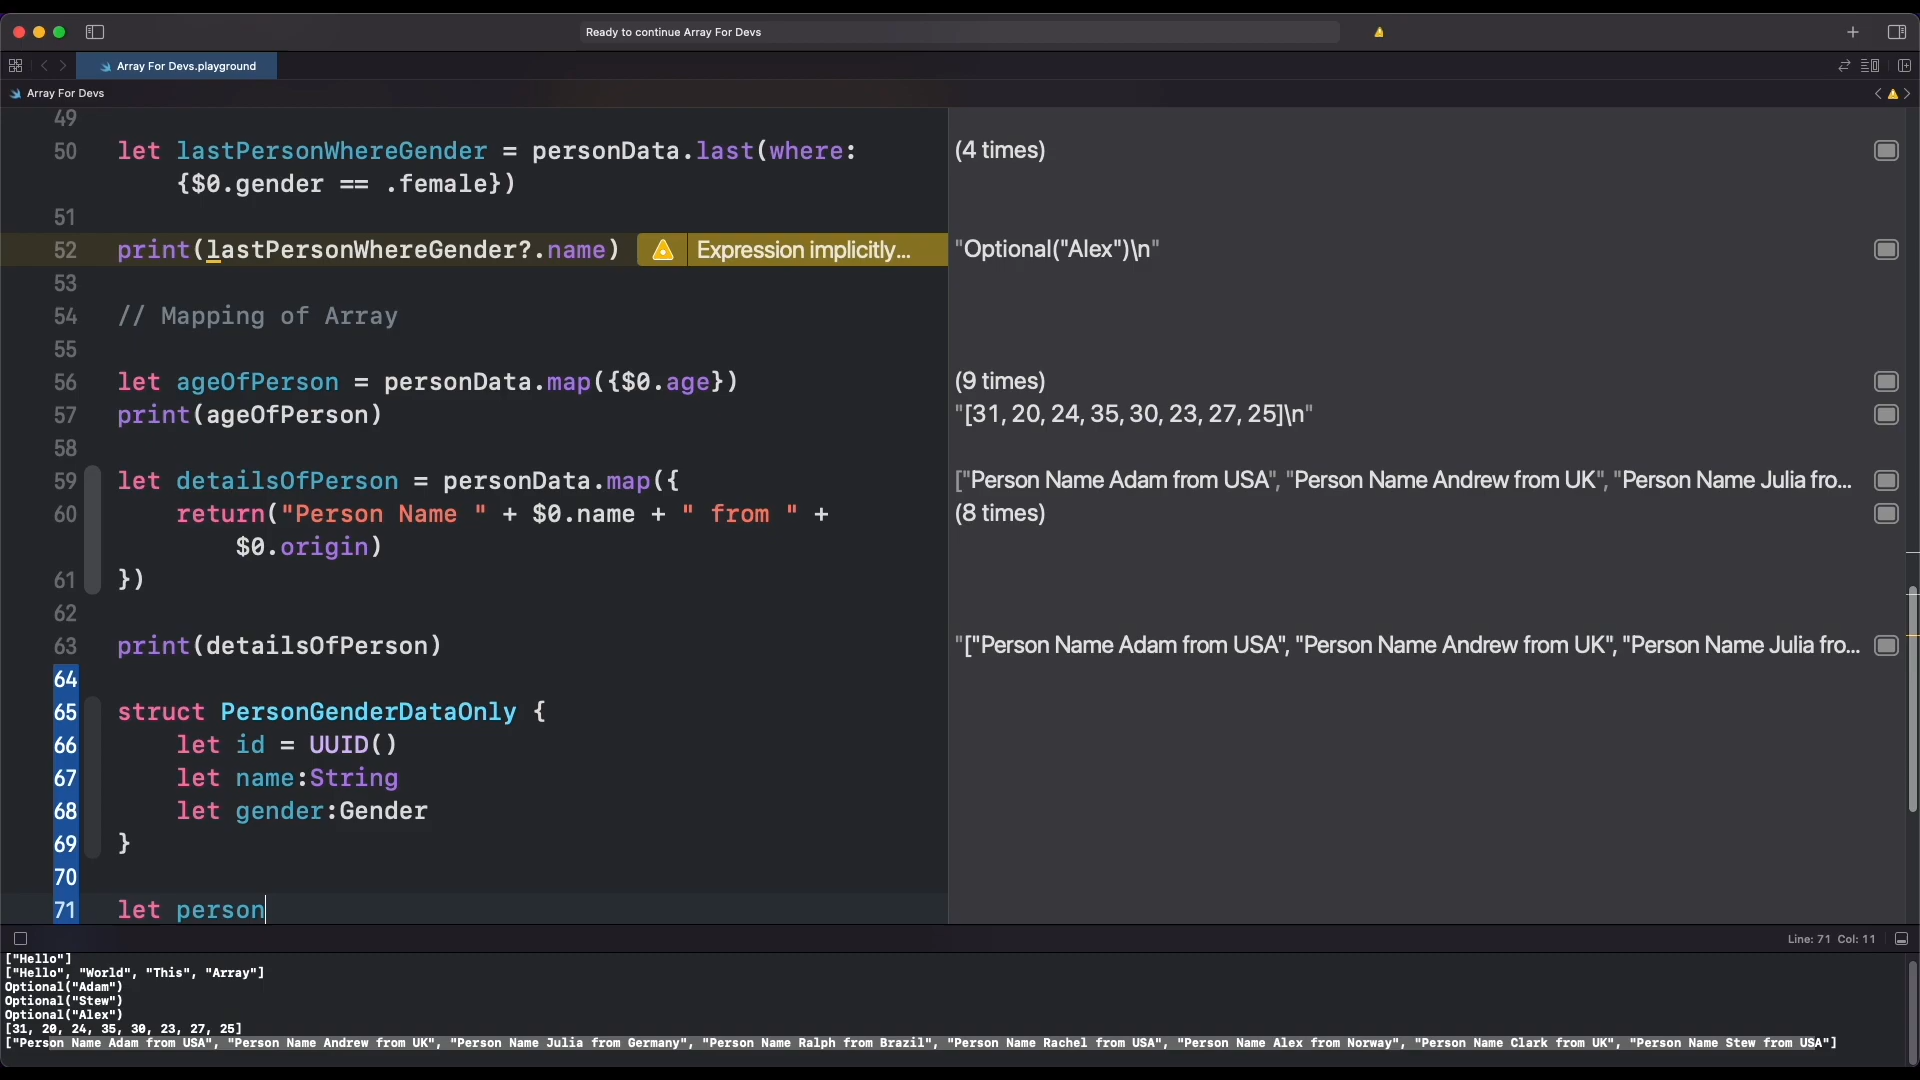 Ready to continue Array For Devs
Array For Devs.playground
Array For Devs
49
50 let lastPersonWhereGender = personData.last(where: (4 times)
{$0.gender == .female})
51
52 print(lastPersonWhereGender?.name) Expression implicitly... "Optional("Alex")\n"
53
54 // Mapping of Array
55
56 let ageOfPerson = personData.map({$0.age}) (9 times)
57 print(ageOfPerson) "[31, 20, 24, 35, 30, 23, 27, 25]\n"
58
59 let detailsOfPerson = personData.map({ ["Person Name Adam from USA", "Person Name Andrew from UK", "Person Name Julia fro...
60 return("Person Name " + $0.name + " from " + (8 times)
$0.origin)
61 })
62
63 print(detailsOfPerson) "["Person Name Adam from USA", "Person Name Andrew from UK", "Person Name Julia fro...
64
65 struct PersonGenderDataOnly {
66 let id = UUID()
67 let name:String
68 let gender:Gender
69 }
70
71 let person
Line: 71 Col: 11
["Hello"]
["Hello", "World", "This", "Array"]
Optional("Adam")
Optional("Stew")
Optional("Alex")
[31, 20, 24, 35, 30, 23, 27, 25]
["Person Name Adam from USA", "Person Name Andrew from UK", "Person Name Julia from Germany", "Person Name Ralph from Brazil", "Person Name Rachel from USA", "Person Name Alex from Norway", "Person Name Clark from UK", "Person Name Stew from USA"]